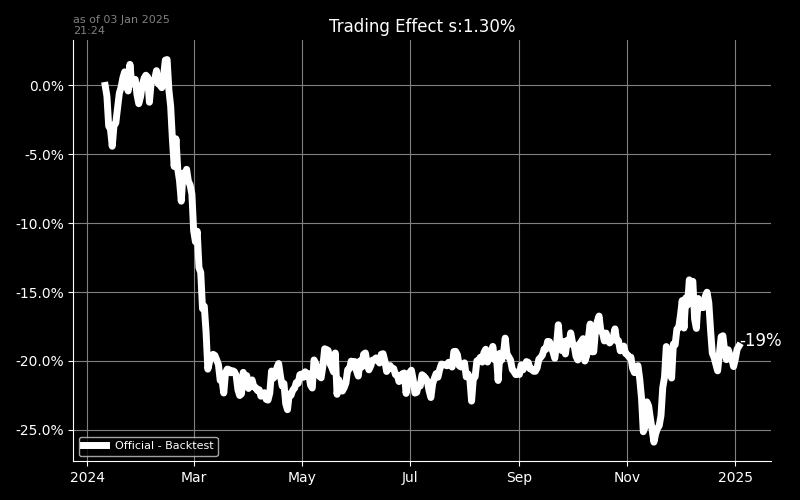 as of 03 Jan 2025
21:24
Trading Effect s:1.30%
0.0%
-5.0%
-10.0%
-15.0%
-20.0%
-25.0%
-19%
Official - Backtest
2024
Mar
May
Jul
Sep
Nov
2025